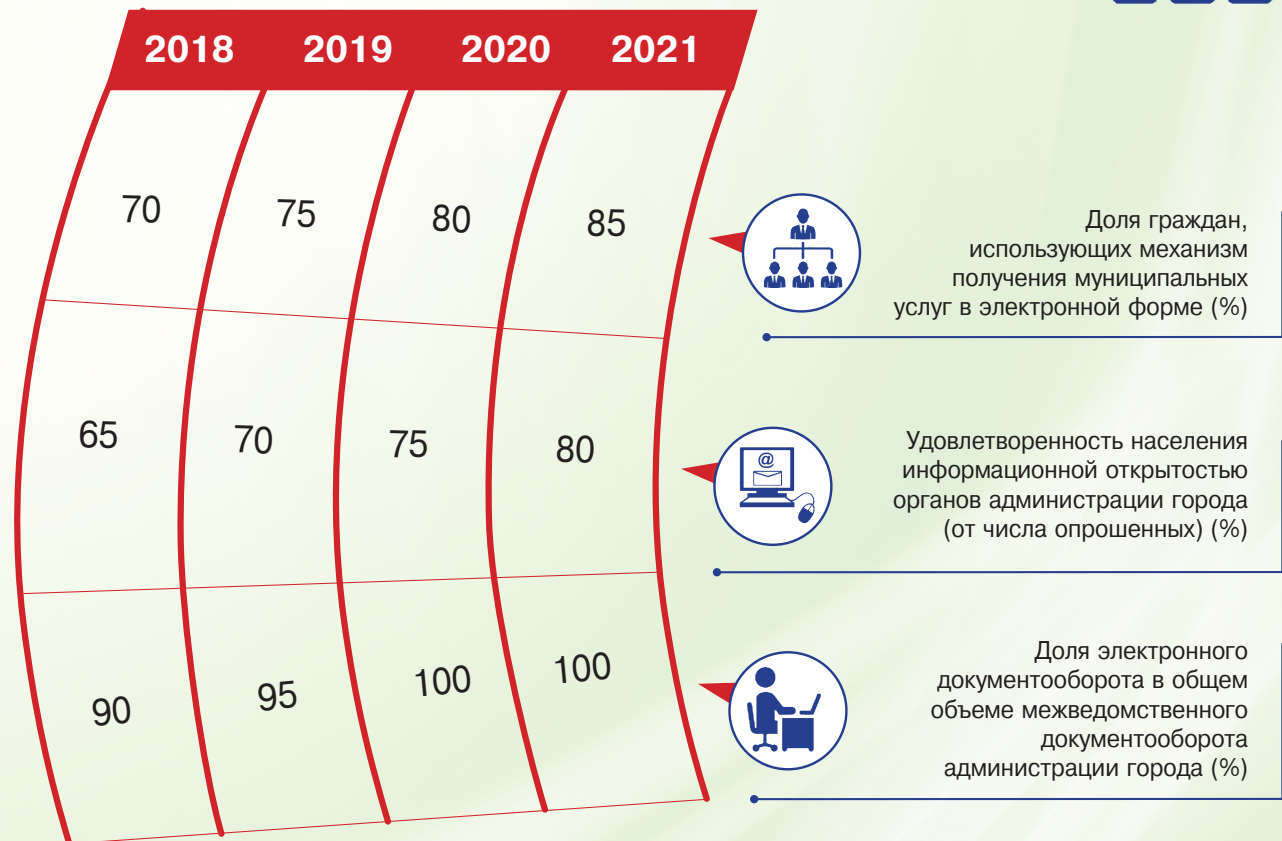 2018 2019 2020 2021
70 75 80 85
Доля граждан,
использующих механизм
получения муниципальных
услуг в электронной форме (%)
65 70 75 80
@
Удовлетворенность населения
информационной открытостью
органов администрации города
(от числа опрошенных) (%)
90 95 100 100
Доля электронного
документооборота в общем
объеме межведомственного
документооборота
администрации города (%)